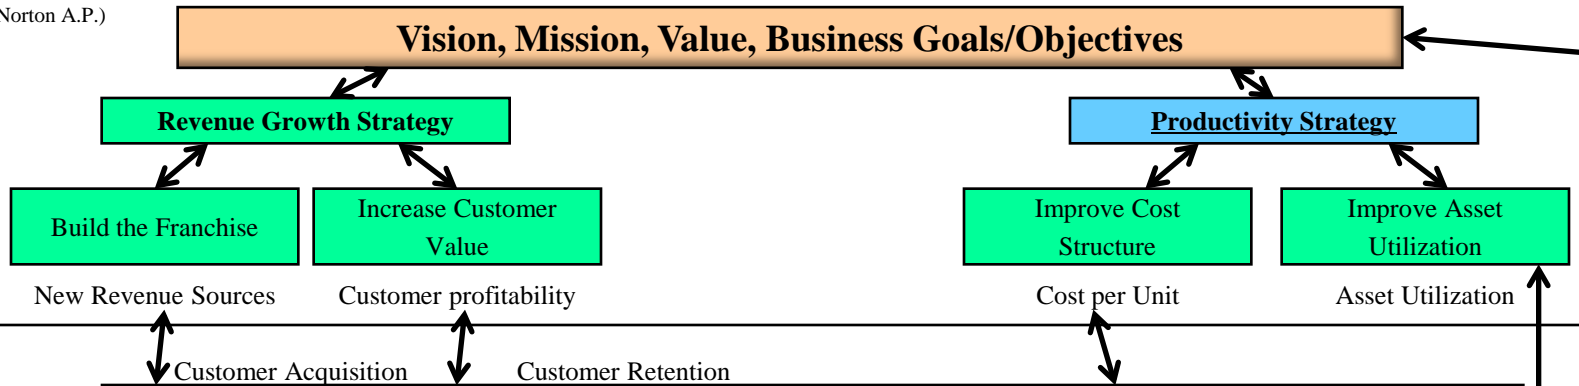 Norton A.P.)
Vision, Mission, Value, Business Goals/Objectives
Revenue Growth Strategy
Productivity Strategy
Build the Franchise
Increase Customer
Value
Improve Cost
Structure
Improve Asset
Utilization
New Revenue Sources
Customer profitability
Cost per Unit
Asset Utilization
Customer Acquisition
Customer Retention